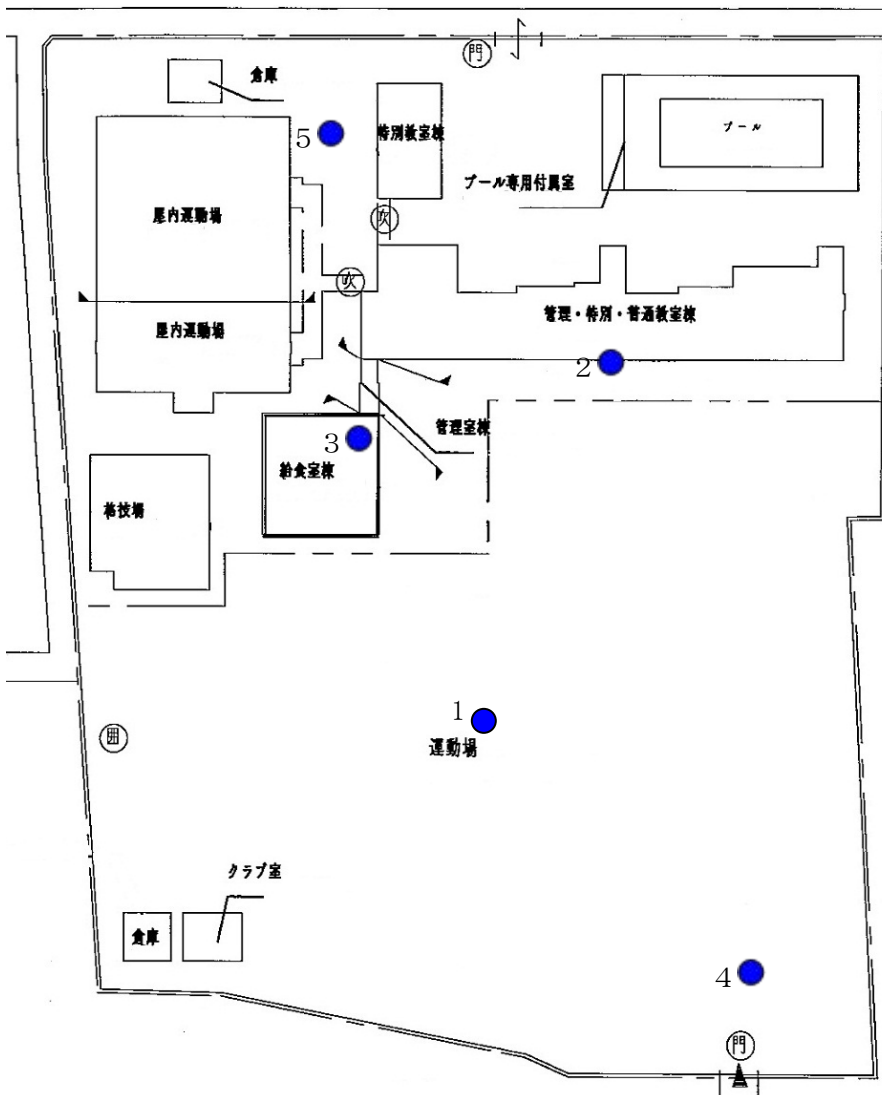 門
倉庫
5
特別教室棟
プール
プール専用付属室
屋内運動場
吹
吹
屋内運動場
管理・特別・普通教室棟
2
管理室棟
3
給食室棟
格技場
1
運動場
囲
クラブ室
倉庫
4
門